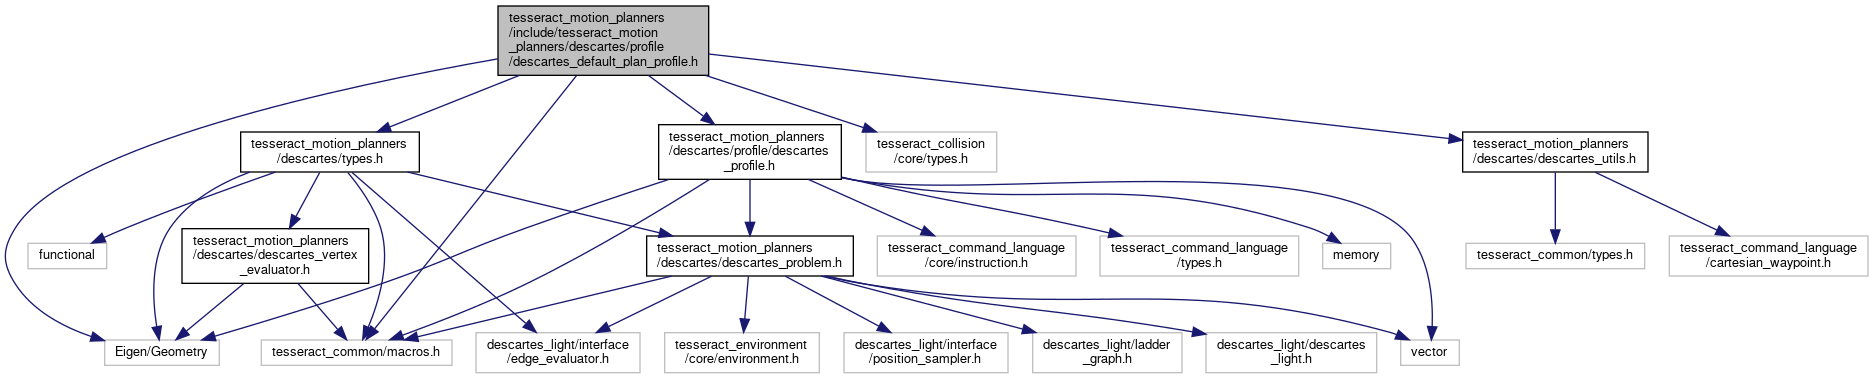 tesseract_motion_planners
/include/tesseract_motion
_planners/descartes/profile
/descartes_default_plan_profile.h
tesseract_motion_planners
/descartes/types.h
tesseract_motion_planners
/descartes/profile/descartes
_profile.h
tesseract_collision
/core/types.h
tesseract_motion_planners
/descartes/descartes_utils.h
functional
tesseract_motion_planners
/descartes/descartes_vertex
_evaluator.h
tesseract_motion_planners
/descartes/descartes_problem.h
tesseract_command_language
/core/instruction.h
tesseract_command_language
/types.h
memory
tesseract_common/types.h
tesseract_command_language
/cartesian_waypoint.h
Eigen/Geometry
tesseract_common/macros.h
descartes_light/interface
/edge_evaluator.h
tesseract_environment
/core/environment.h
descartes_light/interface
/position_sampler.h
descartes_light/ladder
_graph.h
descartes_light/descartes
_light.h
vector